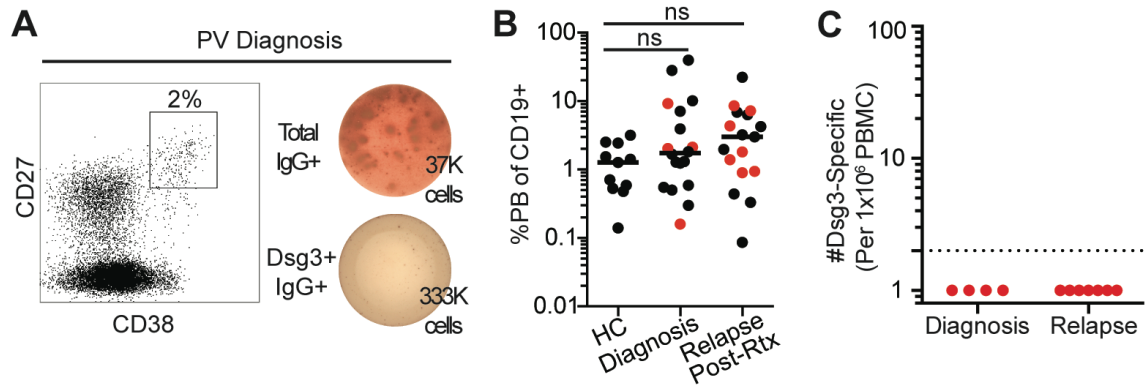 A
PV Diagnosis
2%
CD27
CD38
Total
IgG+
37K
cells
Dsg3+
IgG+
333K
cells
B
ns
ns
%PB of CD19+
100
10
1
0.1
0.01
HC
Diagnosis
Relapse
Post-Rtx
C
#Dsg3-Specific
(Per 1x10⁶ PBMC)
100
10
1
Diagnosis
Relapse